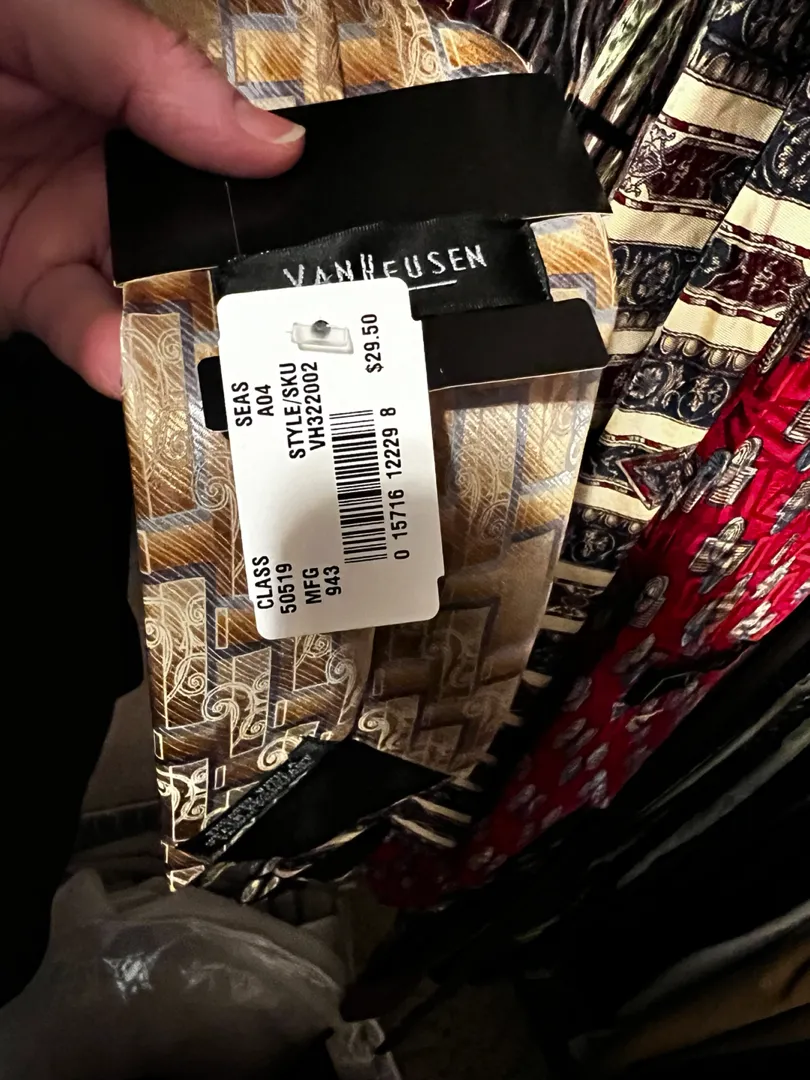 VANHEUSEN
SEAS
A04
STYLE/SKU
VH322002
$29.50
CLASS
50519
MFG
943
0 15716 12229 8